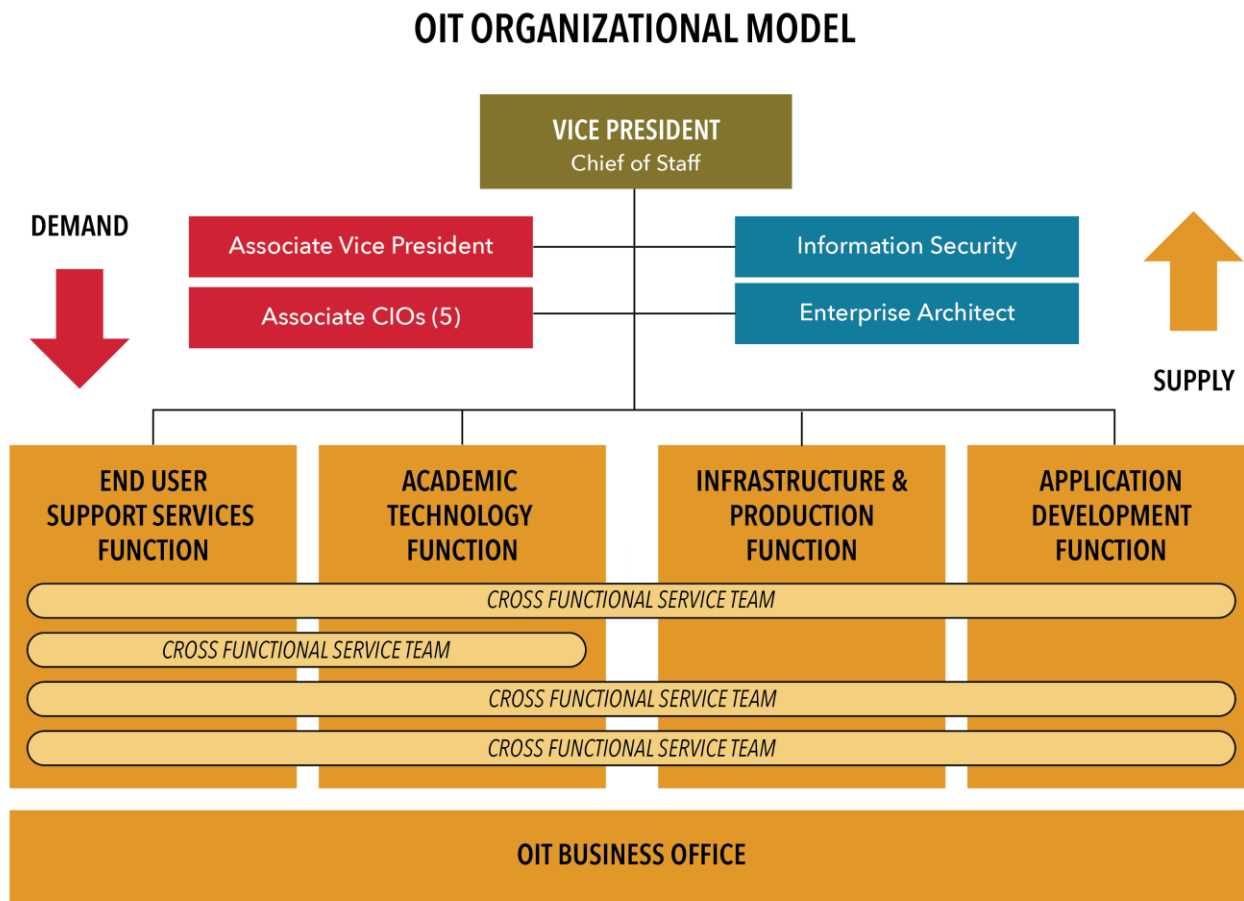 OIT ORGANIZATIONAL MODEL
VICE PRESIDENT
Chief of Staff
DEMAND
Associate Vice President
Information Security
Associate CIOs (5)
Enterprise Architect
SUPPLY
END USER
SUPPORT SERVICES
FUNCTION
ACADEMIC
TECHNOLOGY
FUNCTION
INFRASTRUCTURE &
PRODUCTION
FUNCTION
APPLICATION
DEVELOPMENT
FUNCTION
CROSS FUNCTIONAL SERVICE TEAM
CROSS FUNCTIONAL SERVICE TEAM
CROSS FUNCTIONAL SERVICE TEAM
CROSS FUNCTIONAL SERVICE TEAM
OIT BUSINESS OFFICE